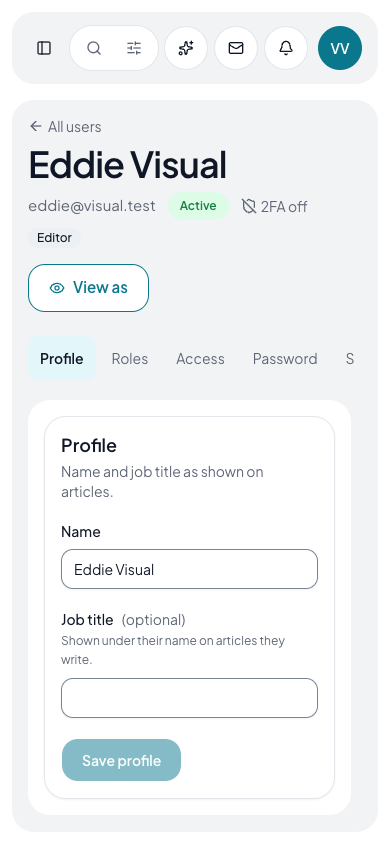 VV
All users
Eddie Visual
eddie@visual.test Active 2FA off
Editor
View as
Profile Roles Access Password S
Profile
Name and job title as shown on
articles.
Name
Eddie Visual
Job title (optional)
Shown under their name on articles they
write.
Save profile